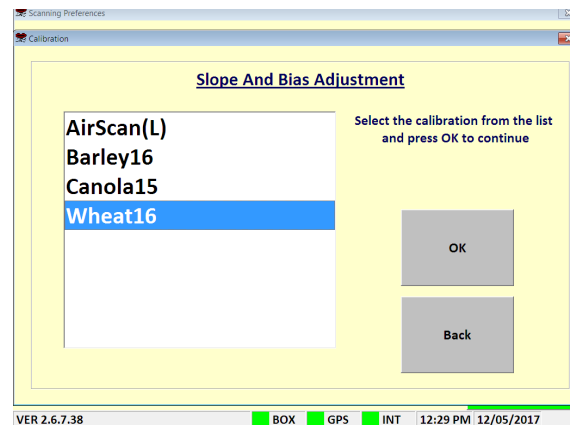 Scanning Preferences
Calibration
Slope And Bias Adjustment
AirScan(L)
Barley16
Canola15
Wheat16
Select the calibration from the list
and press OK to continue
OK
Back
VER 2.6.7.38 BOX GPS INT 12:29 PM 12/05/2017